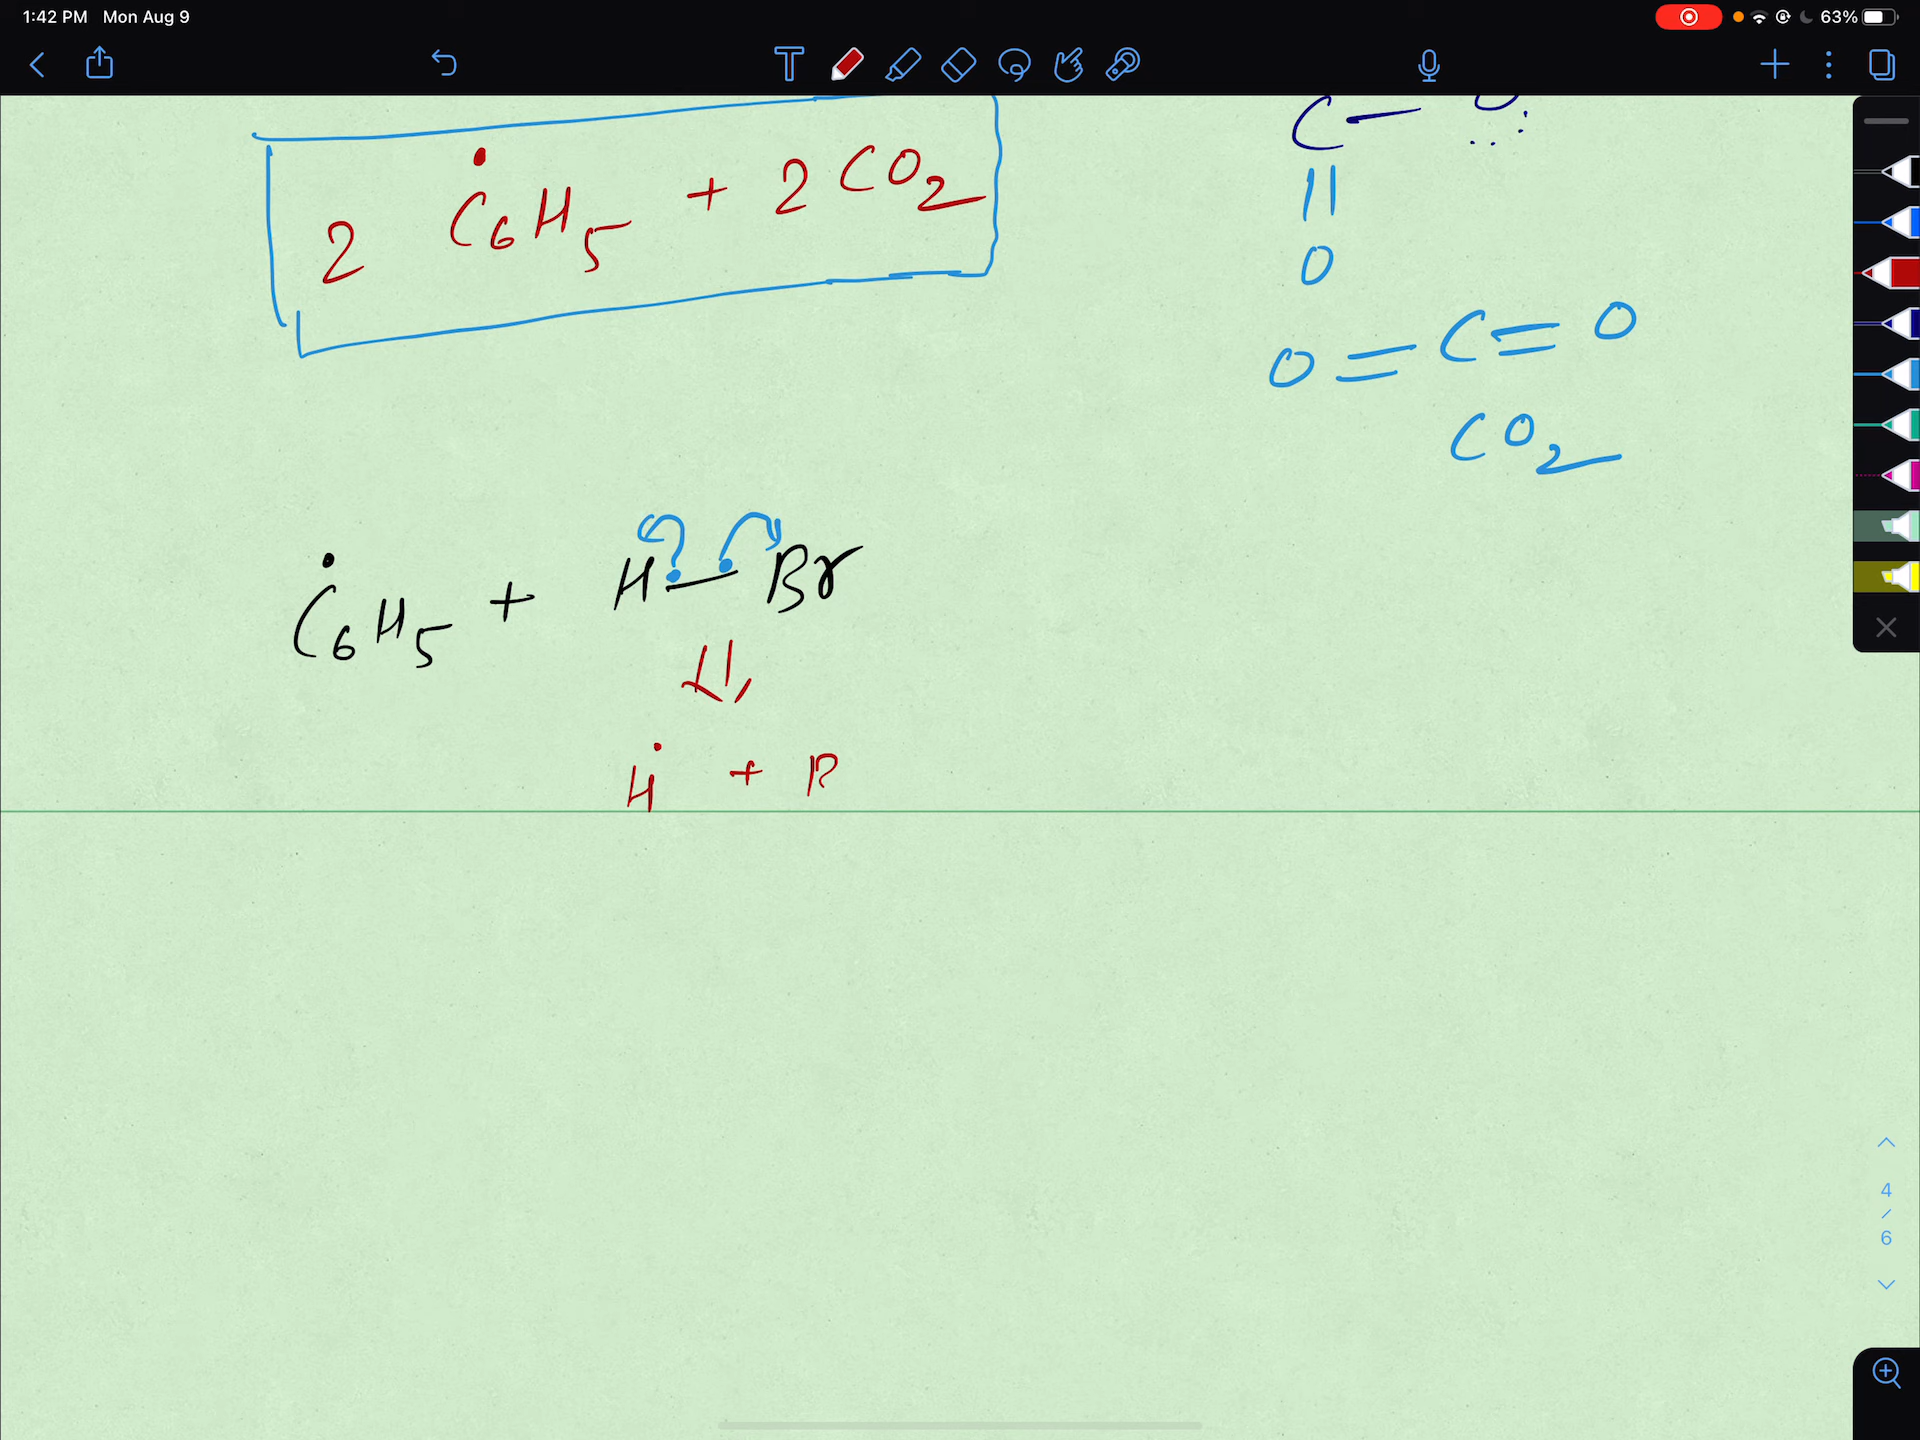 1:42 PM Mon Aug 9
63%
T
C — O
2 C6H5 + 2 CO2
||
O
O = C = O
CO2
C6H5 + H — Br
H + B
4
/
6